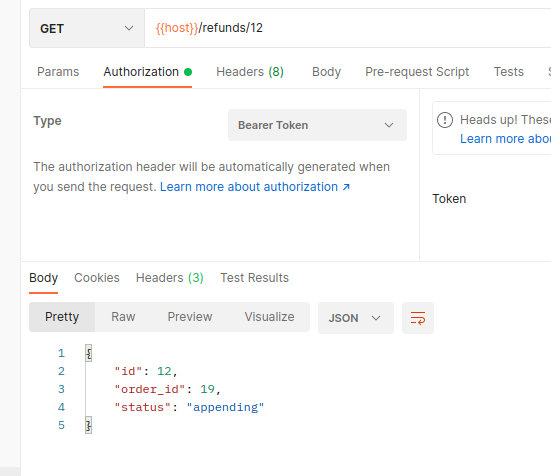 GET {{host}}/refunds/12
Params Authorization Headers (8) Body Pre-request Script Tests S
Type Bearer Token
The authorization header will be automatically generated when
you send the request. Learn more about authorization ↗
Heads up! These
Learn more abou
Token
Body Cookies Headers (3) Test Results
Pretty Raw Preview Visualize JSON
1 {
2 "id": 12,
3 "order_id": 19,
4 "status": "appending"
5 }